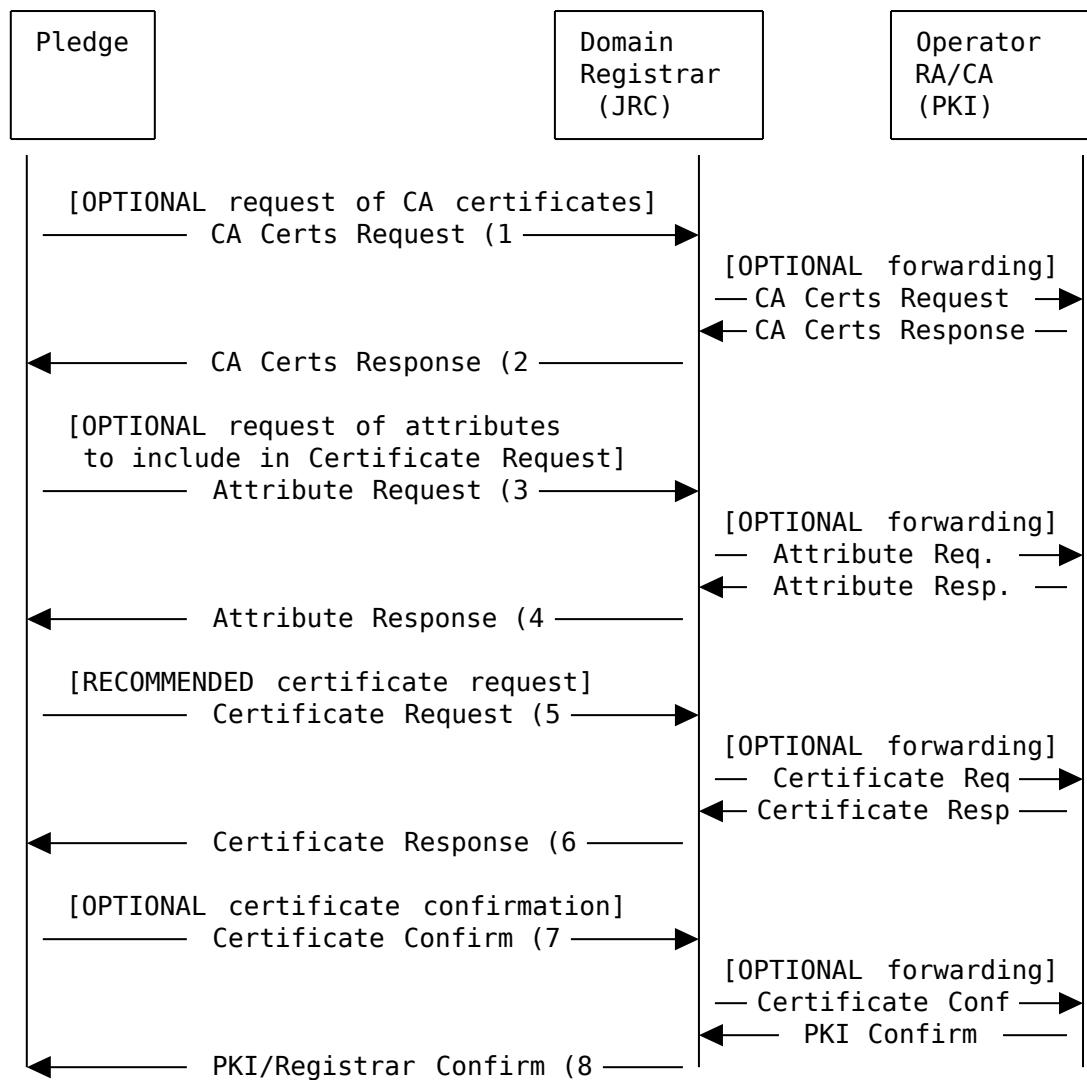 Pledge
Domain
Registrar
(JRC)
Operator
RA/CA
(PKI)
[OPTIONAL request of CA certificates]
CA Certs Request (1
[OPTIONAL forwarding]
CA Certs Request
CA Certs Response
CA Certs Response (2
[OPTIONAL request of attributes
to include in Certificate Request]
Attribute Request (3
[OPTIONAL forwarding]
Attribute Req.
Attribute Resp.
Attribute Response (4
[RECOMMENDED certificate request]
Certificate Request (5
[OPTIONAL forwarding]
Certificate Req
Certificate Resp
Certificate Response (6
[OPTIONAL certificate confirmation]
Certificate Confirm (7
[OPTIONAL forwarding]
Certificate Conf
PKI Confirm
PKI/Registrar Confirm (8